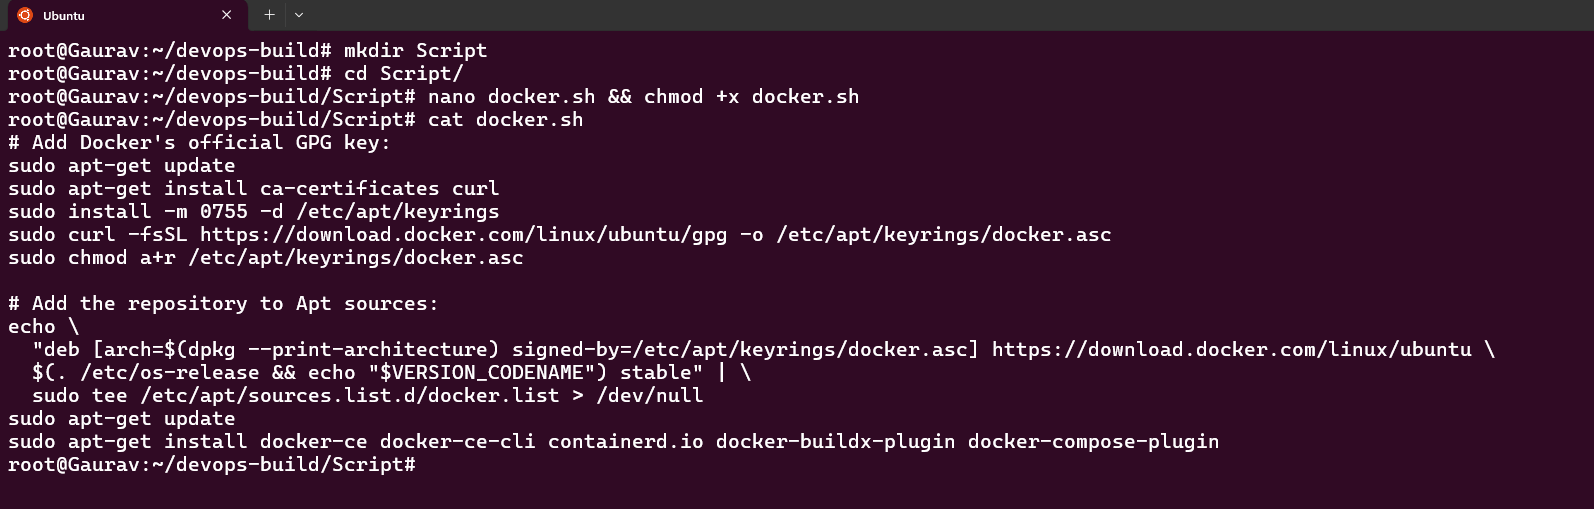 Ubuntu
root@Gaurav:~/devops-build# mkdir Script
root@Gaurav:~/devops-build# cd Script/
root@Gaurav:~/devops-build/Script# nano docker.sh && chmod +x docker.sh
root@Gaurav:~/devops-build/Script# cat docker.sh
# Add Docker's official GPG key:
sudo apt-get update
sudo apt-get install ca-certificates curl
sudo install -m 0755 -d /etc/apt/keyrings
sudo curl -fsSL https://download.docker.com/linux/ubuntu/gpg -o /etc/apt/keyrings/docker.asc
sudo chmod a+r /etc/apt/keyrings/docker.asc

# Add the repository to Apt sources:
echo \
  "deb [arch=$(dpkg --print-architecture) signed-by=/etc/apt/keyrings/docker.asc] https://download.docker.com/linux/ubuntu \
  $(. /etc/os-release && echo "$VERSION_CODENAME") stable" | \
  sudo tee /etc/apt/sources.list.d/docker.list > /dev/null
sudo apt-get update
sudo apt-get install docker-ce docker-ce-cli containerd.io docker-buildx-plugin docker-compose-plugin
root@Gaurav:~/devops-build/Script#